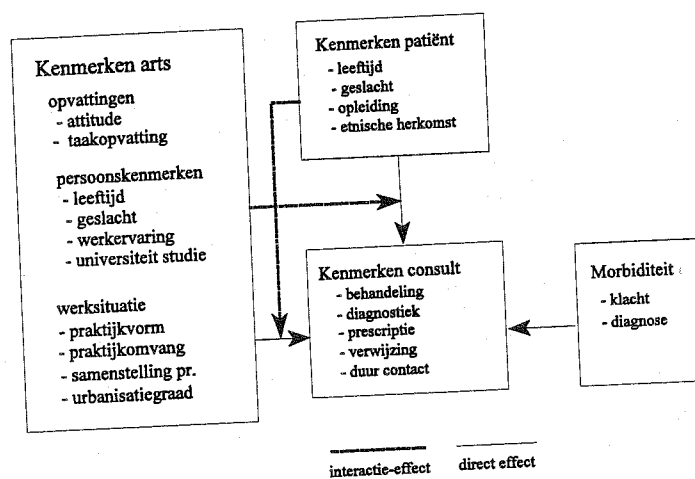 Kenmerken arts
opvattingen
- attitude
- taakopvatting
persoonskenmerken
- leeftijd
- geslacht
- werkervaring
- universiteit studie
werksituatie
- praktijkvorm
- praktijkomvang
- samenstelling pr.
- urbanisatiegraad
Kenmerken patiënt
- leeftijd
- geslacht
- opleiding
- etnische herkomst
Kenmerken consult
- behandeling
- diagnostiek
- prescriptie
- verwijzing
- duur contact
Morbiditeit
- klacht
- diagnose
interactie-effect
direct effect